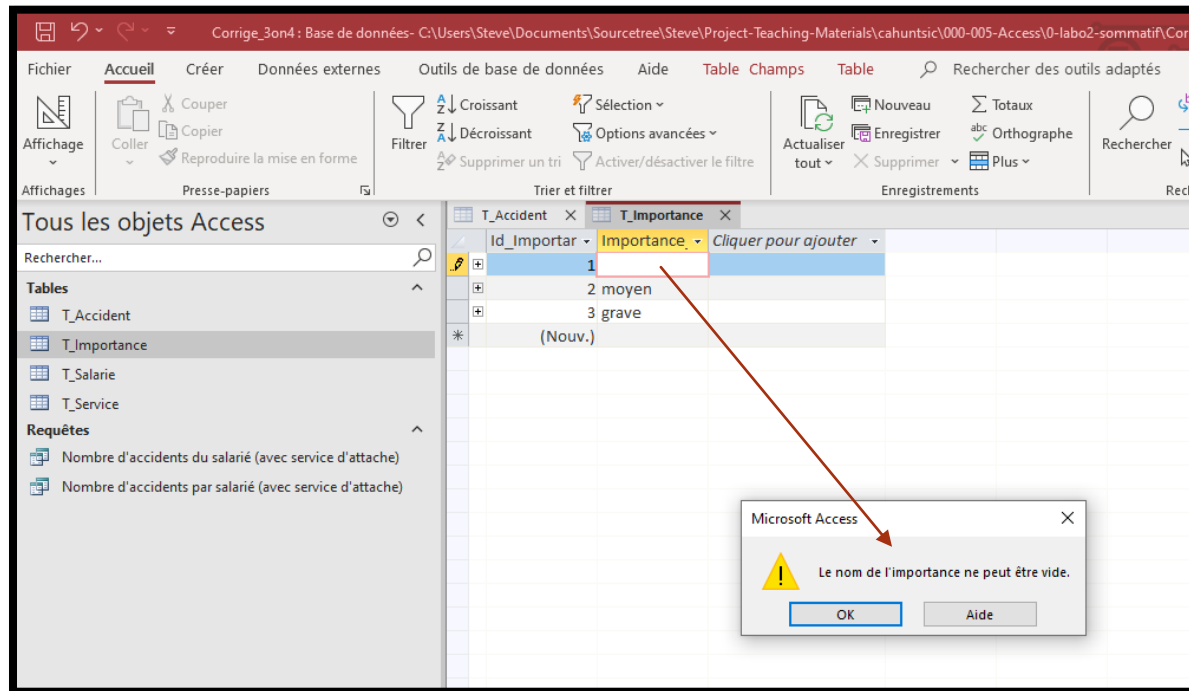 Corrige_3on4 : Base de données- C:\Users\Steve\Documents\Sourcetree\Steve\Project-Teaching-Materials\cahuntsic\000-005-Access\0-labo2-sommatif\Cor
Fichier Accueil Créer Données externes Outils de base de données Aide Table Champs Table Rechercher des outils adaptés
Affichage
Affichages
Coller
Couper
Copier
Reproduire la mise en forme
Presse-papiers
Filtrer
Croissant
Décroissant
Supprimer un tri
Sélection
Options avancées
Activer/désactiver le filtre
Trier et filtrer
Actualiser
tout
Nouveau
Enregistrer
Supprimer
Totaux
abc Orthographe
Plus
Enregistrements
Rechercher
Tous les objets Access
Rechercher...
Tables
T_Accident
T_Importance
T_Salarie
T_Service
Requêtes
Nombre d'accidents du salarié (avec service d'attache)
Nombre d'accidents par salarié (avec service d'attache)
T_Accident T_Importance
Id_Importar Importance_ Cliquer pour ajouter
1
2 moyen
3 grave
(Nouv.)
Microsoft Access
Le nom de l'importance ne peut être vide.
OK Aide